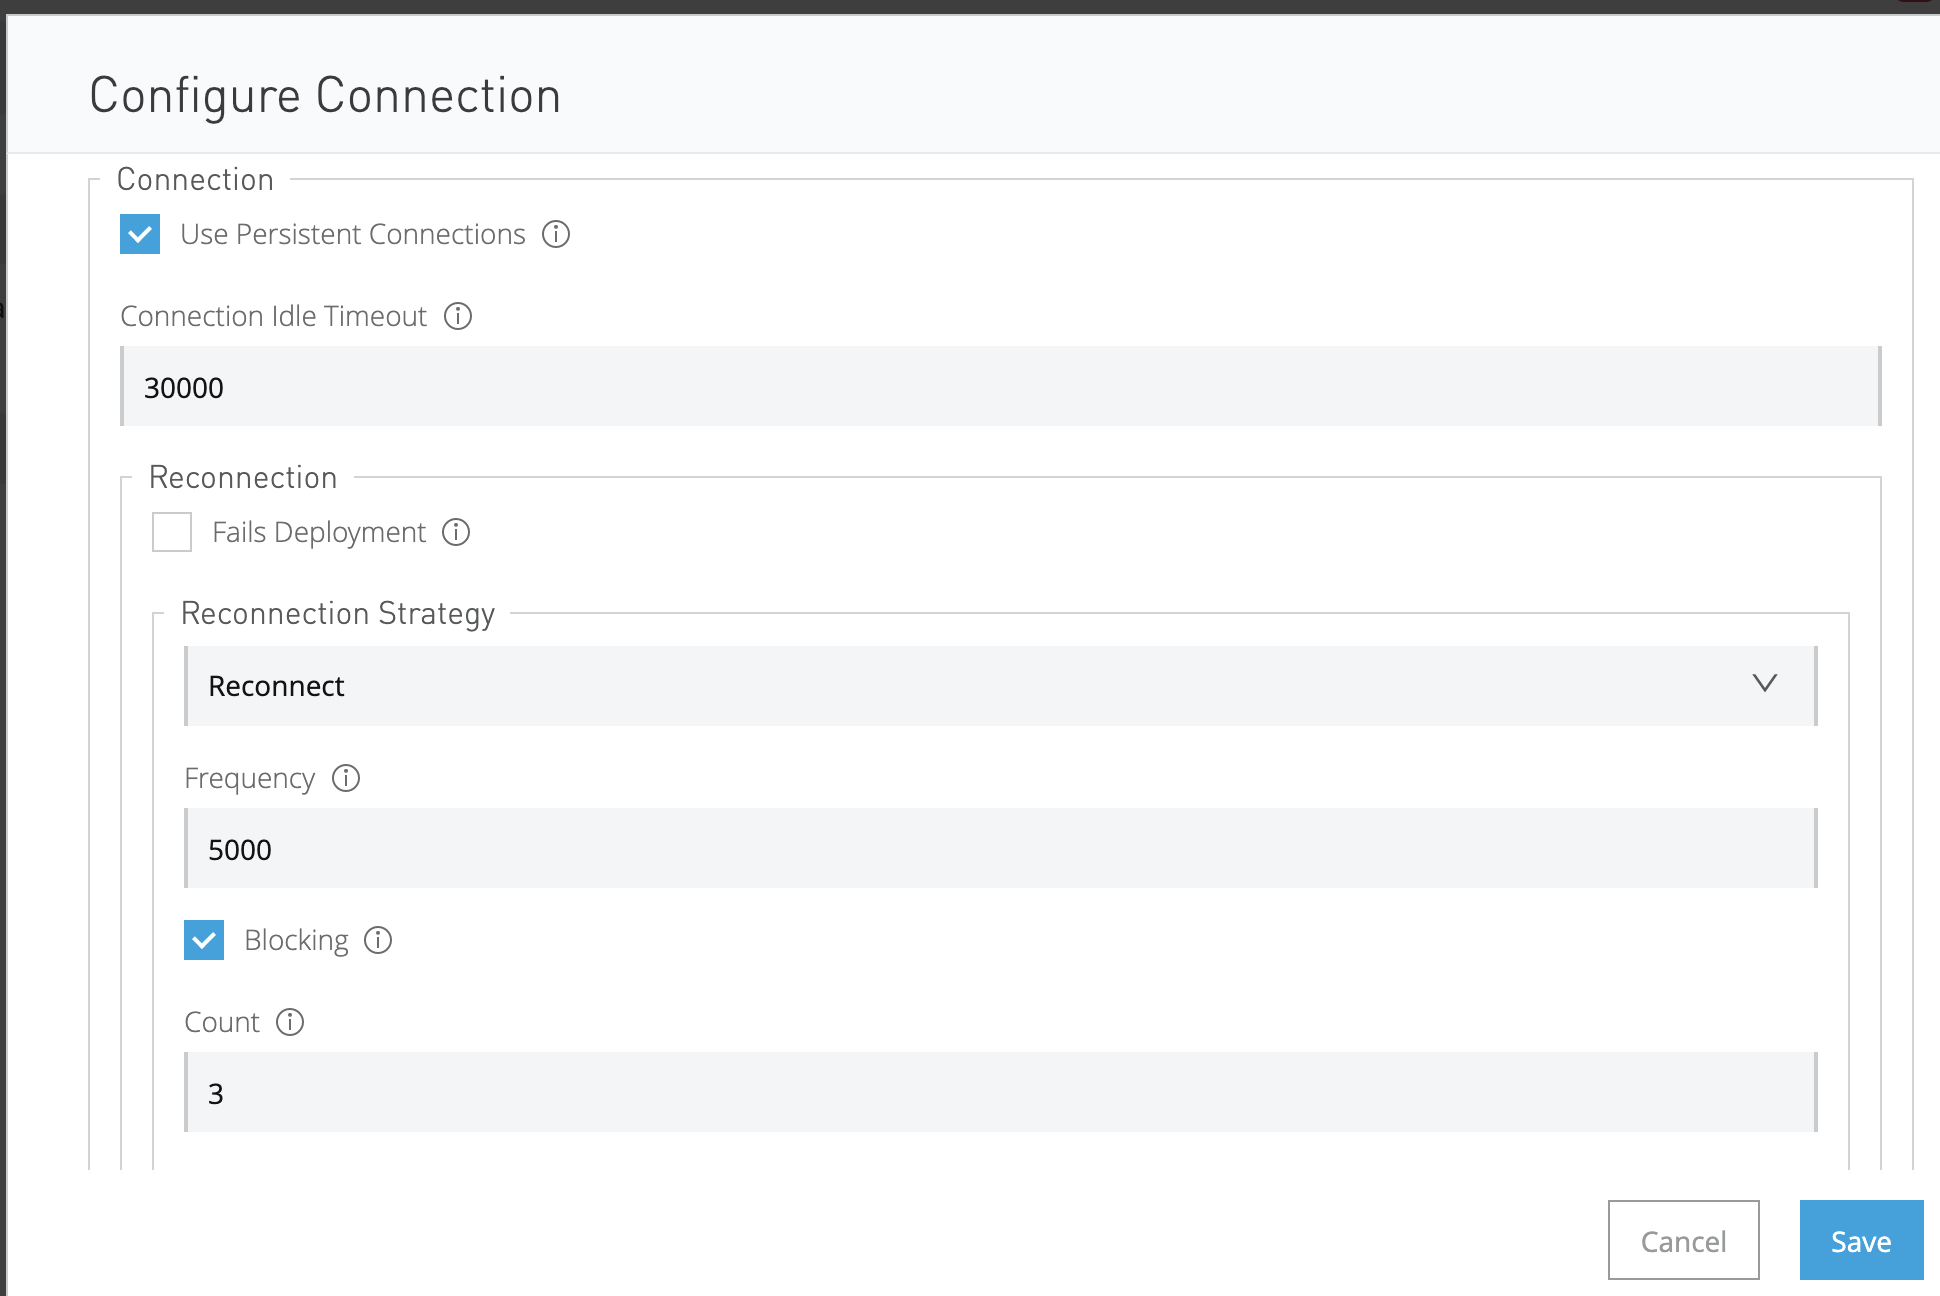 Configure Connection
Connection
Use Persistent Connections
Connection Idle Timeout
30000
Reconnection
Fails Deployment
Reconnection Strategy
Reconnect
Frequency
5000
Blocking
Count
3
Cancel
Save